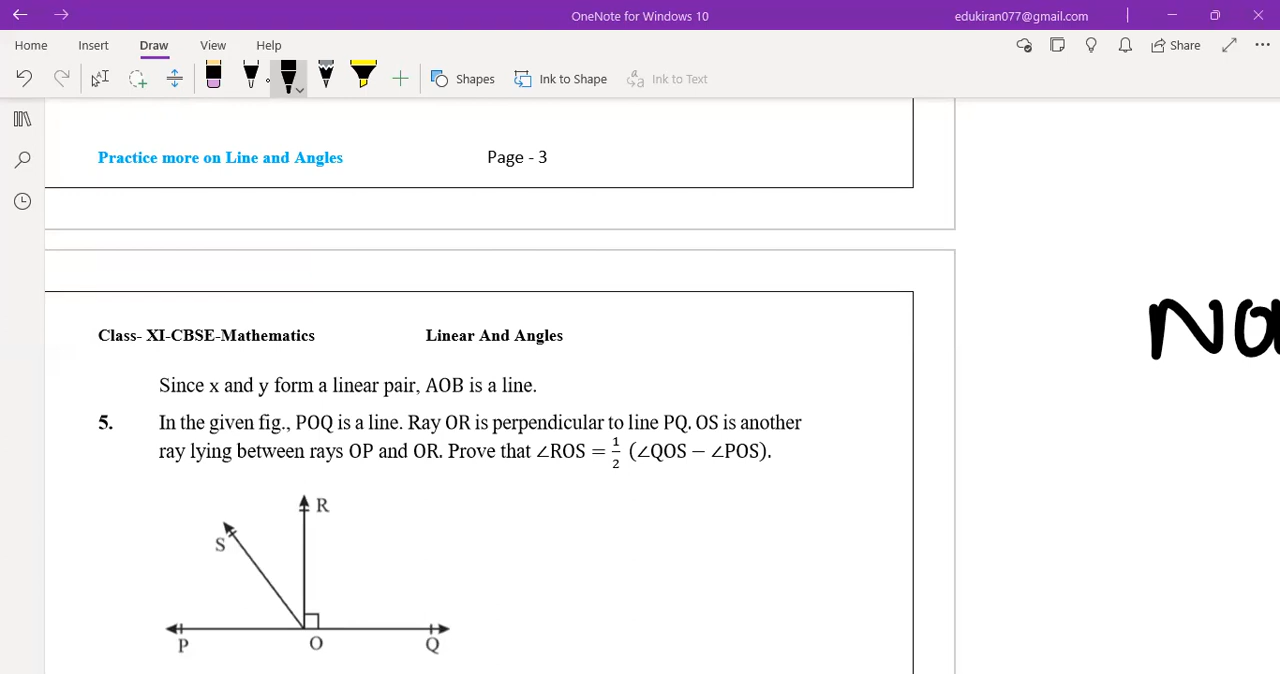 OneNote for Windows 10
edukiran077@gmail.com
Home Insert Draw View Help
Share
Shapes Ink to Shape Ink to Text
Practice more on Line and Angles Page - 3
Class- XI-CBSE-Mathematics Linear And Angles
Since x and y form a linear pair, AOB is a line.
5. In the given fig., POQ is a line. Ray OR is perpendicular to line PQ. OS is another
ray lying between rays OP and OR. Prove that ∠ROS = 1/2 (∠QOS − ∠POS).
R
S
P O Q